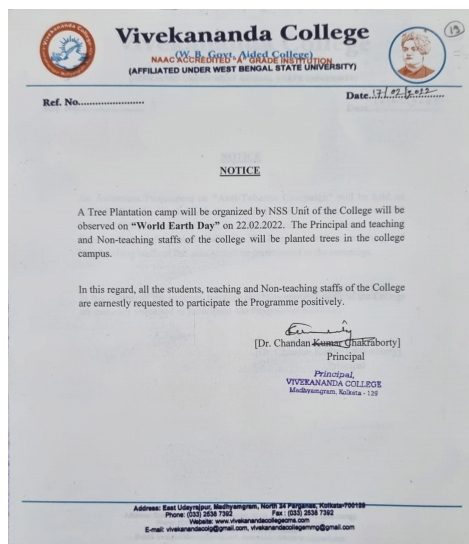 Vivekananda College
(W. B. Govt. Aided College)
NAAC ACCREDITED "A" GRADE INSTITUTION
(AFFILIATED UNDER WEST BENGAL STATE UNIVERSITY)
19
Ref. No......................
Date. 17/02/2022
NOTICE
A Tree Plantation camp will be organized by NSS Unit of the College will be
observed on “World Earth Day” on 22.02.2022. The Principal and teaching
and Non-teaching staffs of the college will be planted trees in the college
campus.
In this regard, all the students, teaching and Non-teaching staffs of the College
are earnestly requested to participate the Programme positively.
[Dr. Chandan Kumar Chakraborty]
Principal
Principal,
VIVEKANANDA COLLEGE
Madhyamgram, Kolkata - 129
Address: East Udayrajpur, Madhyamgram, North 24 Parganas, Kolkata-700129
Phone: (033) 2538 7392 Fax : (033) 2538 7392
Website: www.vivekanandacollegecms.com
E-mail: vivekanandacolg@gmail.com, vivekanandacollegemmg@gmail.com